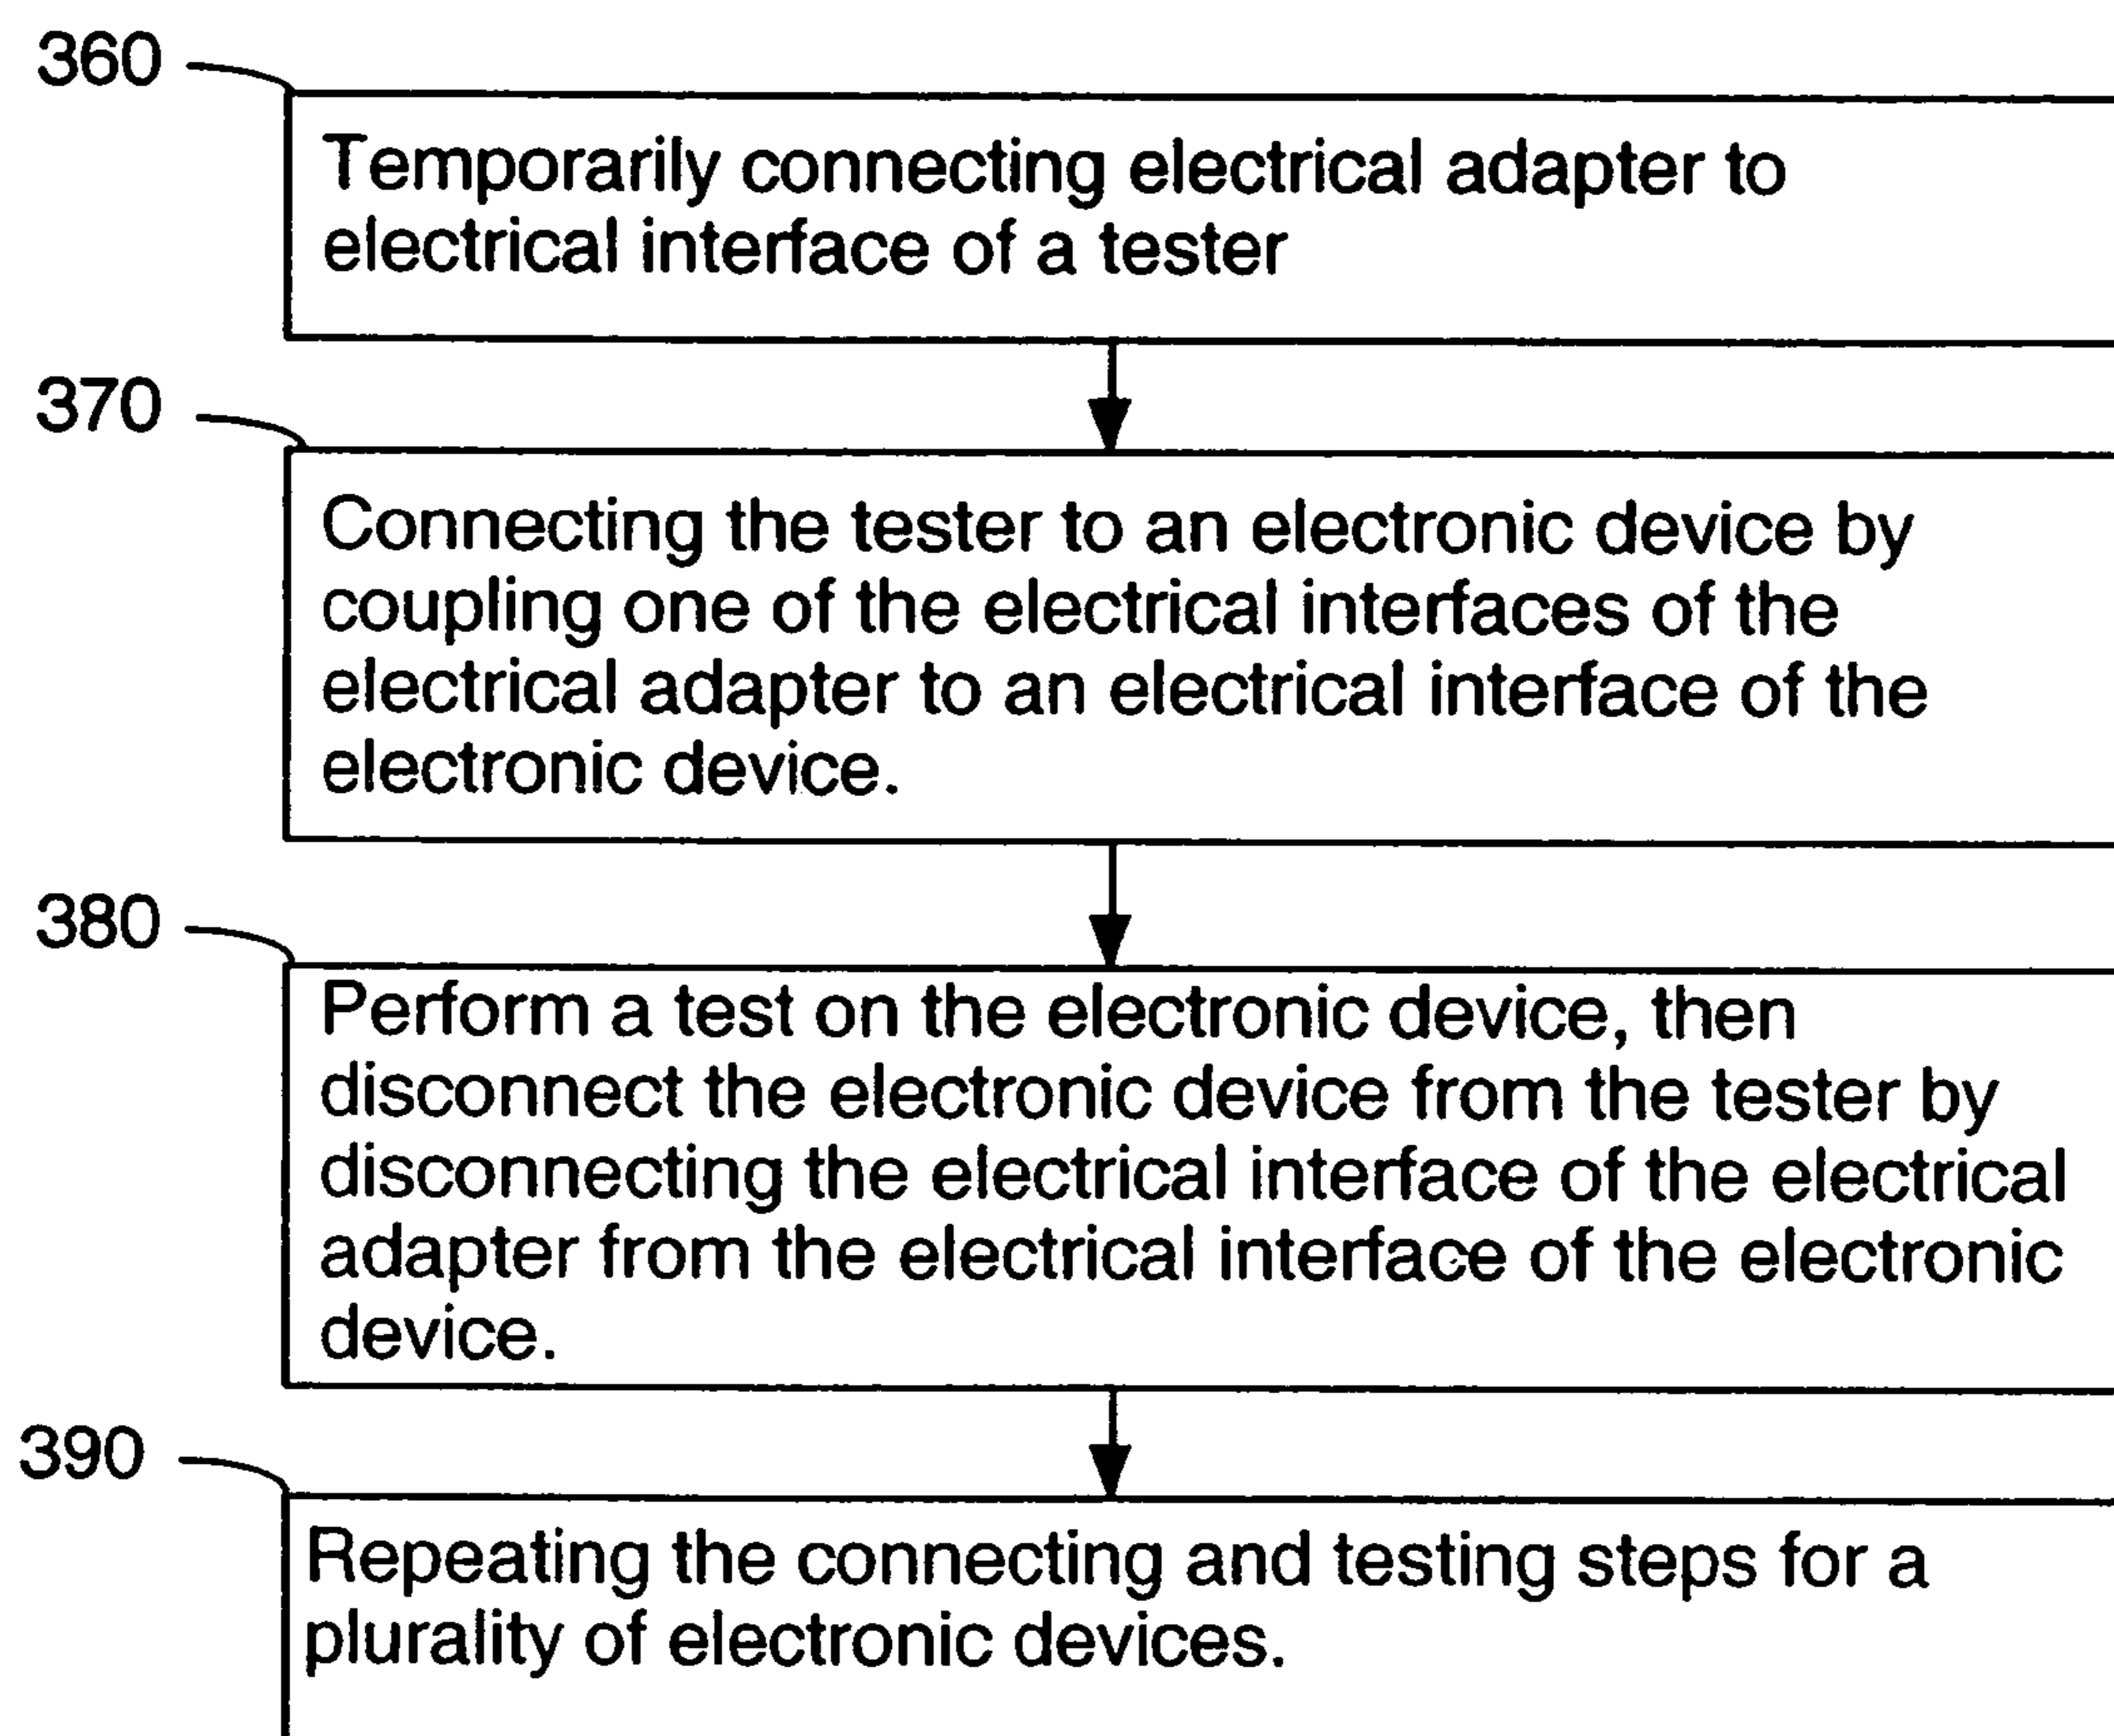 360
Temporarily connecting electrical adapter to
electrical interface of a tester
370
Connecting the tester to an electronic device by
coupling one of the electrical interfaces of the
electrical adapter to an electrical interface of the
electronic device.
380
Perform a test on the electronic device, then
disconnect the electronic device from the tester by
disconnecting the electrical interface of the electrical
adapter from the electrical interface of the electronic
device.
390
Repeating the connecting and testing steps for a
plurality of electronic devices.